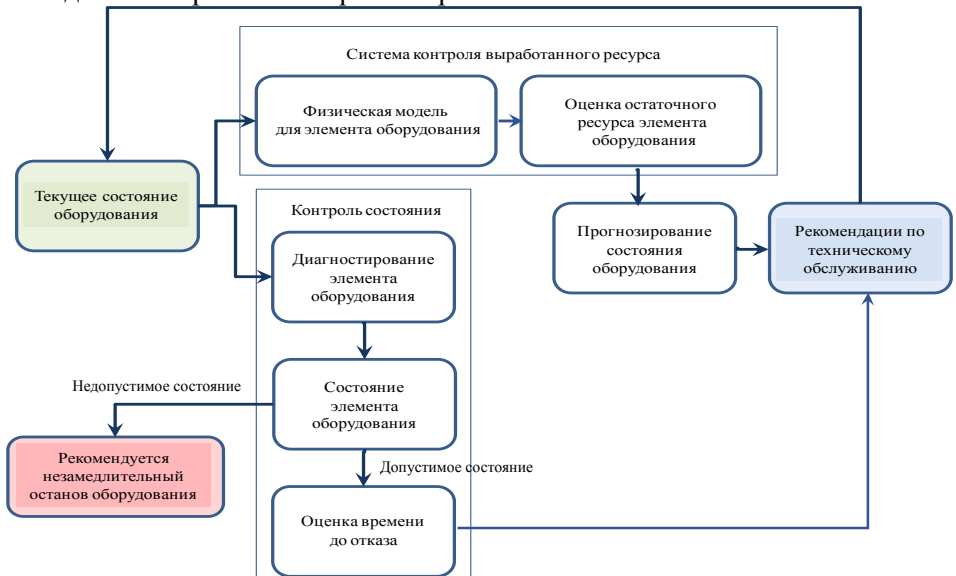 Система контроля выработанного ресурса
Физическая модель
для элемента оборудования
Оценка остаточного
ресурса элемента
оборудования
Текущее состояние
оборудования
Контроль состояния
Диагностирование
элемента
оборудования
Прогнозирование
состояния
оборудования
Рекомендации по
техническому
обслуживанию
Недопустимое состояние
Состояние
элемента
оборудования
Рекомендуется
незамедлительный
останов оборудования
Допустимое состояние
Оценка времени
до отказа